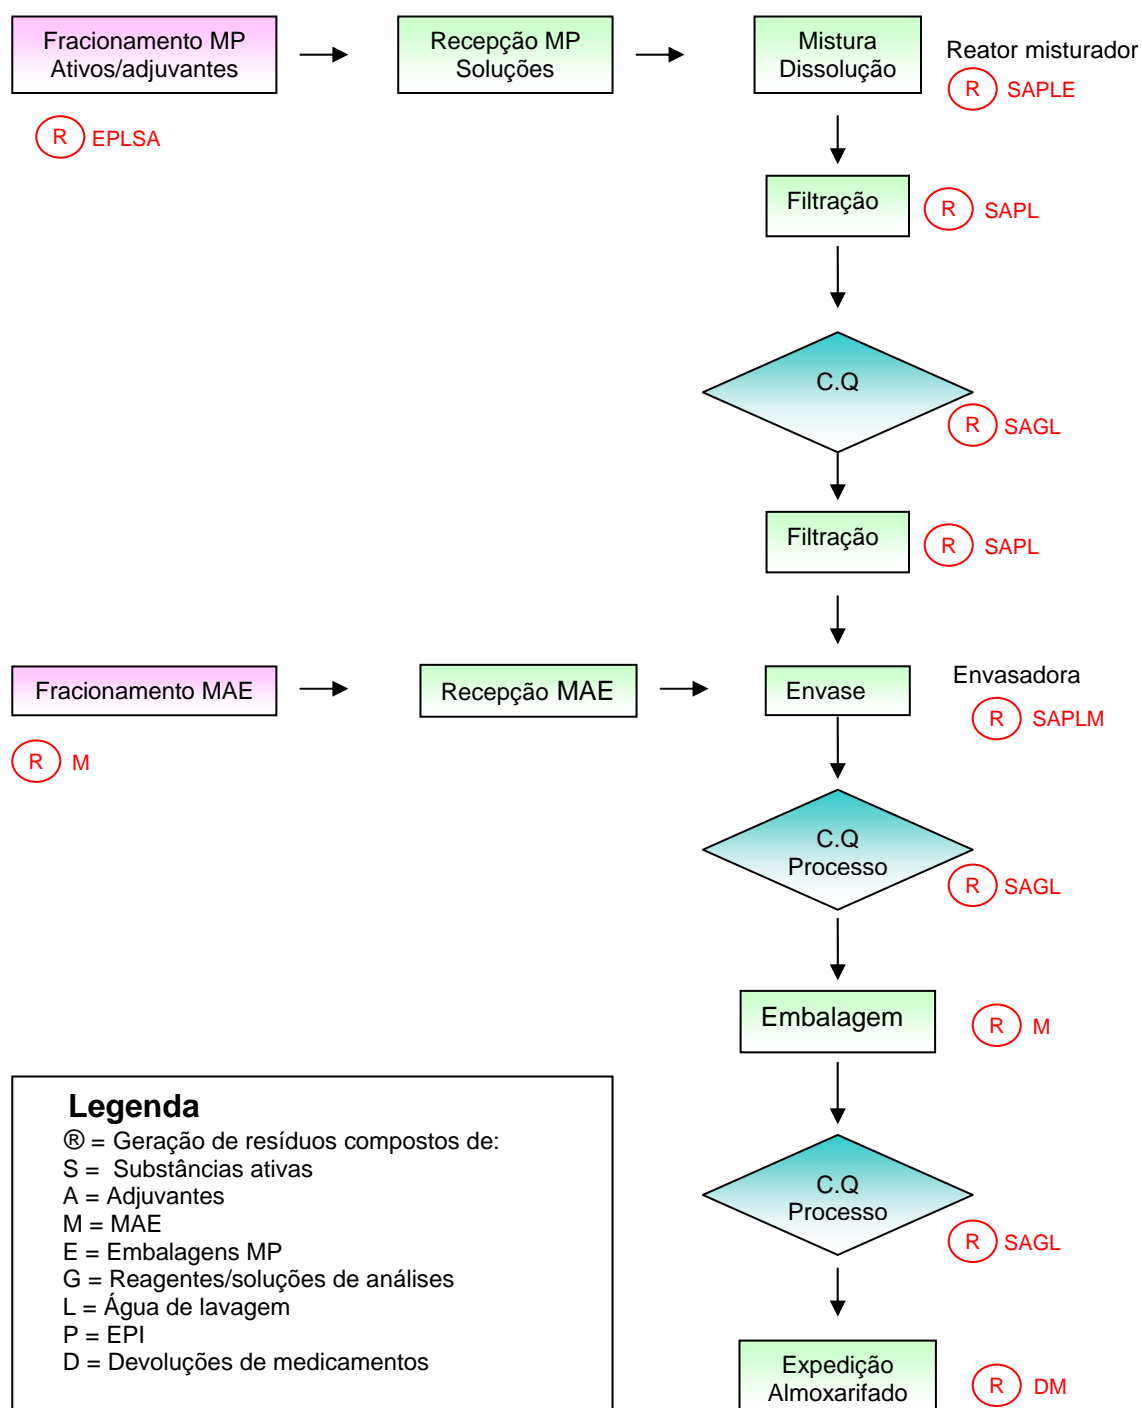 Fracionamento MP
Ativos/adjuvantes
Recepção MP
Soluções
Mistura
Dissolução
Reator misturador
R SAPLE
R EPLSA
Filtração
R SAPL
C.Q
R SAGL
Filtração
R SAPL
Fracionamento MAE
Recepção MAE
Envase
Envasadora
R SAPLM
R M
C.Q
Processo
R SAGL
Embalagem
R M
Legenda
® = Geração de resíduos compostos de:
S = Substâncias ativas
A = Adjuvantes
M = MAE
E = Embalagens MP
G = Reagentes/soluções de análises
L = Água de lavagem
P = EPI
D = Devoluções de medicamentos
C.Q
Processo
R SAGL
Expedição
Almoxarifado
R DM